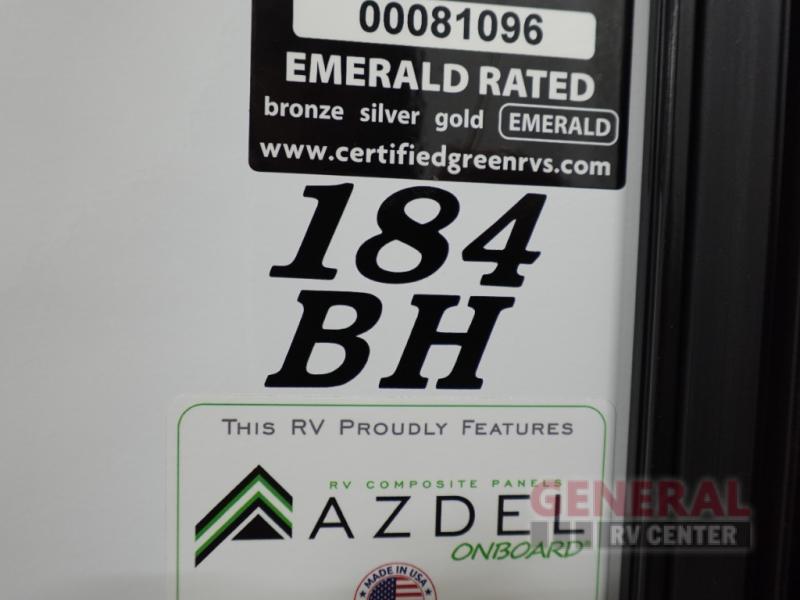 00081096
EMERALD RATED
bronze silver gold EMERALD
www.certifiedgreenrvs.com
184
BH
THIS RV PROUDLY FEATURES
RV COMPOSITE PANELS
AZDEL
ONBOARD®
MADE IN USA
GENERAL
RV CENTER